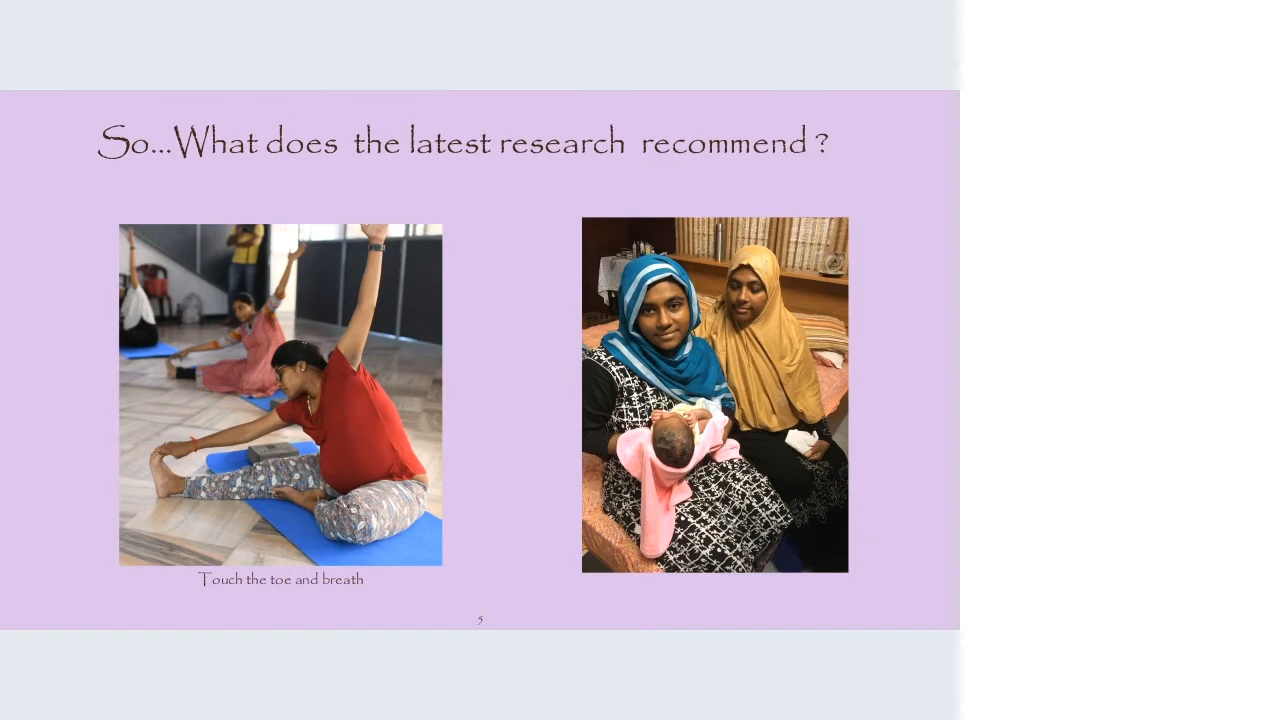 So...What does the latest research recommend ?
Touch the toe and breath
5